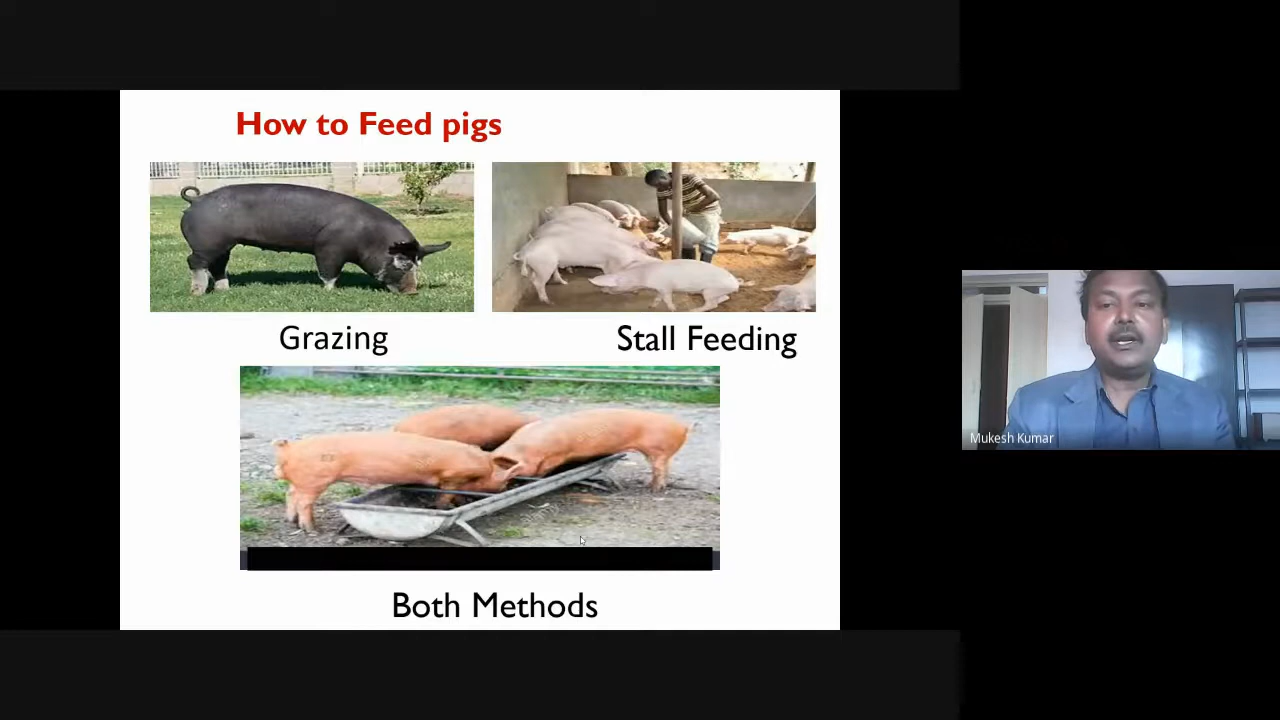 How to Feed pigs
Grazing
Stall Feeding
Mukesh Kumar
Both Methods